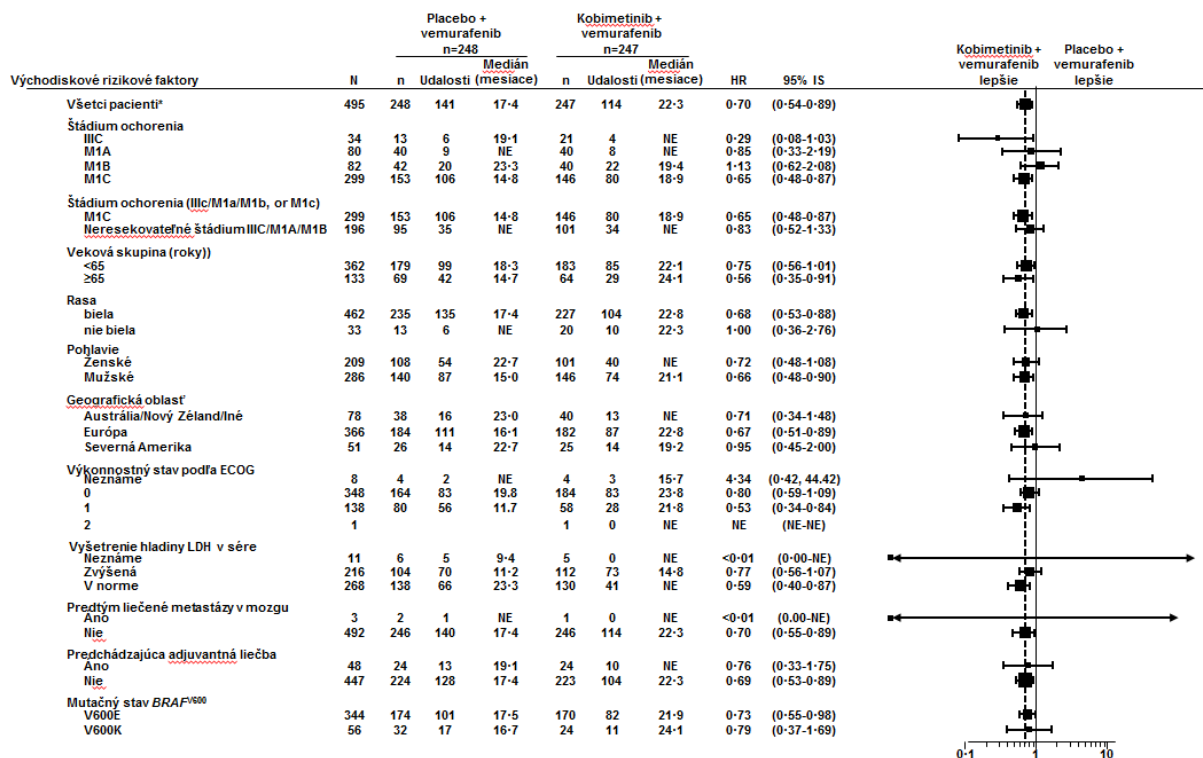 Placebo + vemurafenib n=248 Kobimetinib + vemurafenib n=247
Kobimetinib + vemurafenib lepšie Placebo + vemurafenib lepšie
Východiskové rizikové faktory N n Udalosti Medián (mesiace) n Udalosti Medián (mesiace) HR 95% IS
Všetci pacienti* 495 248 141 17·4 247 114 22·3 0·70 (0·54-0·89)
Štádium ochorenia
IIIC 34 13 6 19·1 21 4 NE 0·29 (0·08-1·03)
M1A 80 40 9 NE 40 8 NE 0·85 (0·33-2·19)
M1B 82 42 20 23·3 40 22 19·4 1·13 (0·62-2·08)
M1C 299 153 106 14·8 146 80 18·9 0·65 (0·48-0·87)
Štádium ochorenia (IIIc/M1a/M1b, or M1c)
M1C 299 153 106 14·8 146 80 18·9 0·65 (0·48-0·87)
Neresekovateľné štádium IIIC/M1A/M1B 196 95 35 NE 101 34 NE 0·83 (0·52-1·33)
Veková skupina (roky))
<65 362 179 99 18·3 183 85 22·1 0·75 (0·56-1·01)
≥65 133 69 42 14·7 64 29 24·1 0·56 (0·35-0·91)
Rasa
biela 462 235 135 17·4 227 104 22·8 0·68 (0·53-0·88)
nie biela 33 13 6 NE 20 10 22·3 1·00 (0·36-2·76)
Pohlavie
Ženské 209 108 54 22·7 101 40 NE 0·72 (0·48-1·08)
Mužské 286 140 87 15·0 146 74 21·1 0·66 (0·48-0·90)
Geografická oblasť
Austrália/Nový Zéland/Iné 78 38 16 23·0 40 13 NE 0·71 (0·34-1·48)
Európa 366 184 111 16·1 182 87 22·8 0·67 (0·51-0·89)
Severná Amerika 51 26 14 22·7 25 14 19·2 0·95 (0·45-2·00)
Výkonnostný stav podľa ECOG
Neznáme 8 4 2 NE 4 3 15·7 4·34 (0·42, 44.42)
0 348 164 83 19·8 184 83 23·8 0·80 (0·59-1·09)
1 138 80 56 11·7 58 28 21·8 0·53 (0·34-0·84)
2 1 1 0 NE NE (NE-NE)
Vyšetrenie hladiny LDH v sére
Neznáme 11 6 5 9·4 5 0 NE <0·01 (0·00-NE)
Zvýšená 216 104 70 11·2 112 73 14·8 0·77 (0·56-1·07)
V norme 268 138 66 23·3 130 41 NE 0·59 (0·40-0·87)
Predtým liečené metastázy v mozgu
Áno 3 2 1 NE 1 0 NE <0·01 (0.00-NE)
Nie 492 246 140 17·4 246 114 22·3 0·70 (0·55-0·89)
Predchádzajúca adjuvantná liečba
Áno 48 24 13 19·1 24 10 NE 0·76 (0·33-1·75)
Nie 447 224 128 17·4 223 104 22·3 0·69 (0·53-0·89)
Mutačný stav BRAFV600
V600E 344 174 101 17·5 170 82 21·9 0·73 (0·55-0·98)
V600K 56 32 17 16·7 24 11 24·1 0·79 (0·37-1·69)
0·1 1 10